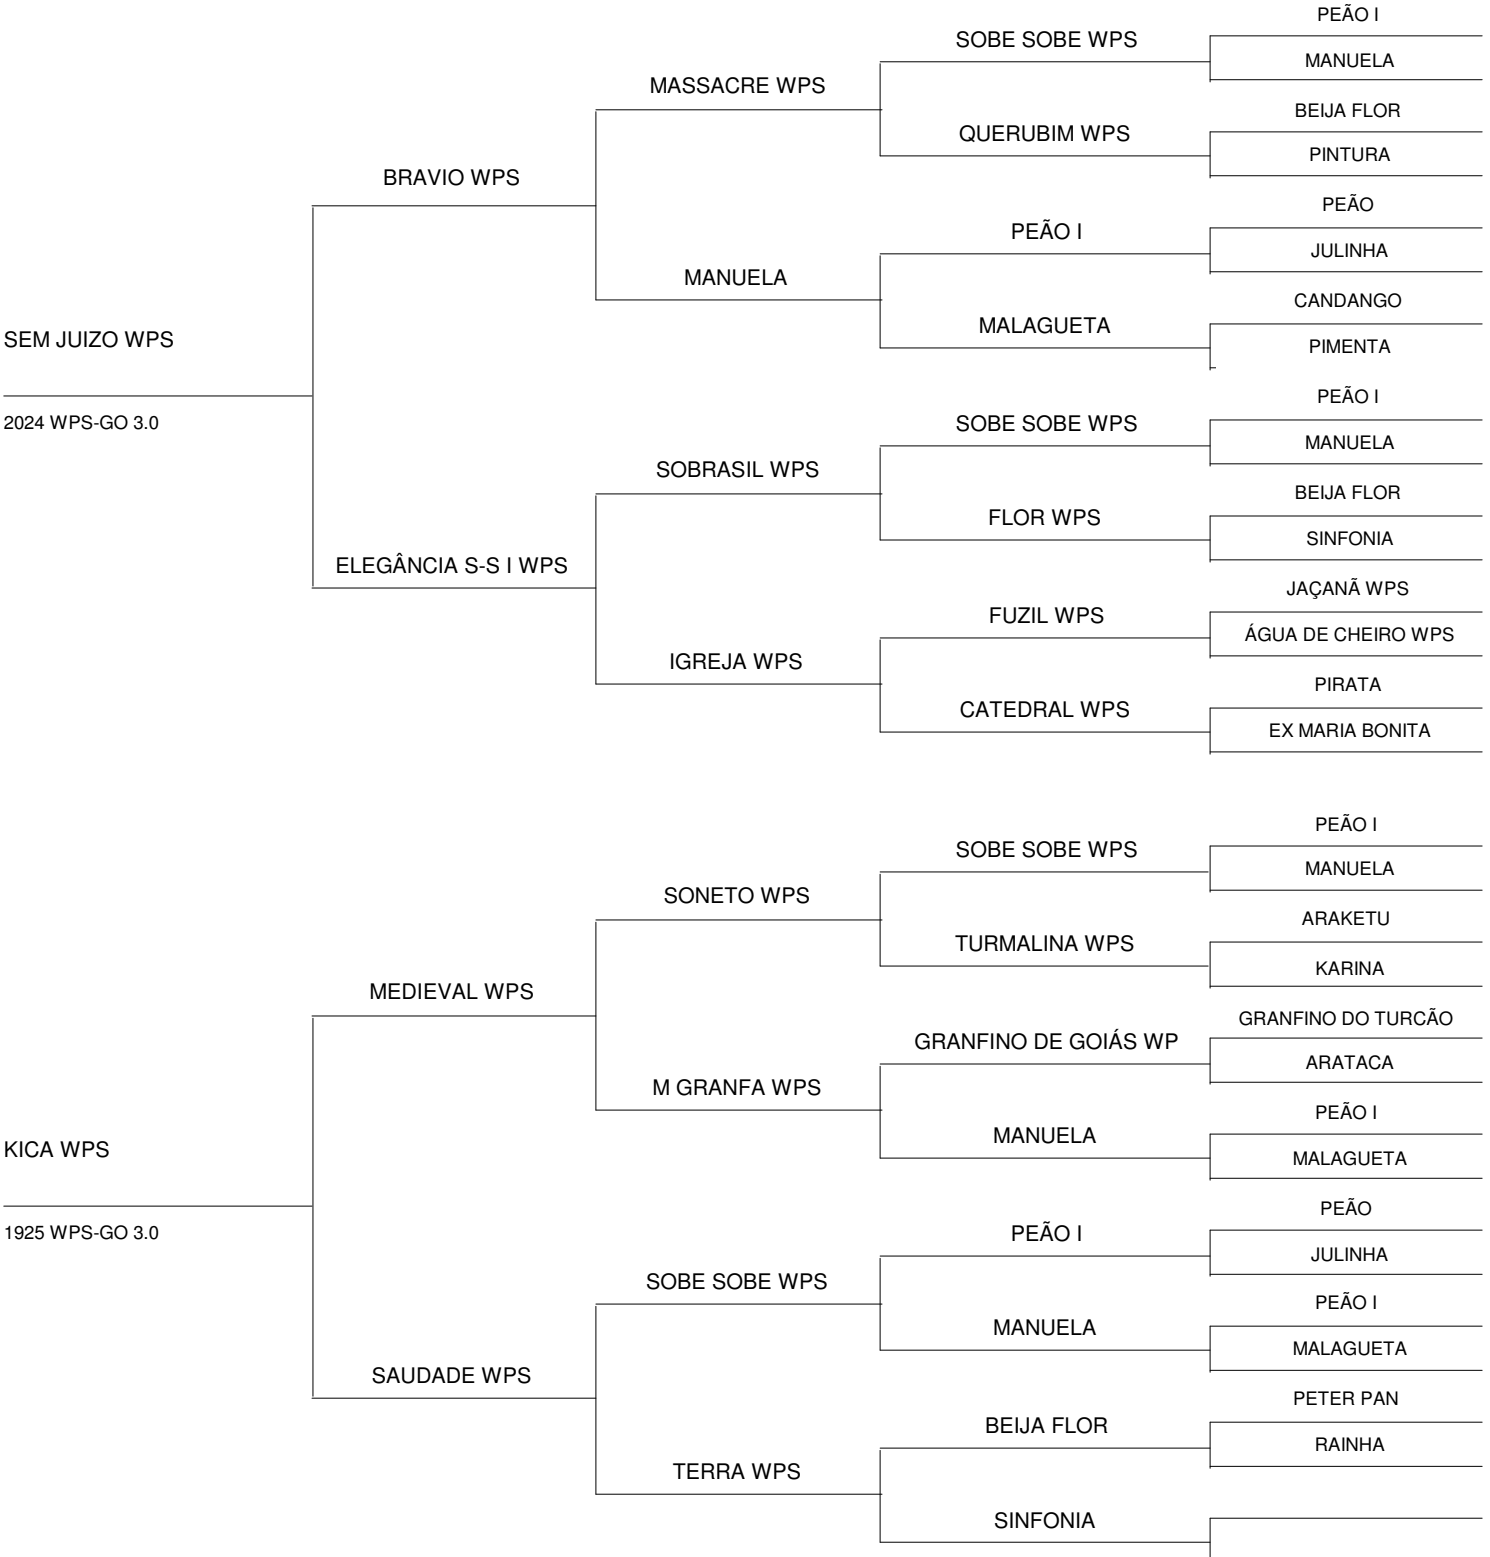 PEÃO I
SOBE SOBE WPS
MANUELA
MASSACRE WPS
BEIJA FLOR
QUERUBIM WPS
PINTURA
BRAVIO WPS
PEÃO
PEÃO I
JULINHA
MANUELA
CANDANGO
MALAGUETA
PIMENTA
SEM JUIZO WPS
2024 WPS-GO 3.0
PEÃO I
SOBE SOBE WPS
MANUELA
SOBRASIL WPS
BEIJA FLOR
FLOR WPS
SINFONIA
ELEGÂNCIA S-S I WPS
JAÇANÃ WPS
FUZIL WPS
ÁGUA DE CHEIRO WPS
IGREJA WPS
PIRATA
CATEDRAL WPS
EX MARIA BONITA
PEÃO I
SOBE SOBE WPS
MANUELA
SONETO WPS
ARAKETU
TURMALINA WPS
KARINA
MEDIEVAL WPS
GRANFINO DO TURCÃO
GRANFINO DE GOIÁS WP
ARATACA
M GRANFA WPS
PEÃO I
MANUELA
MALAGUETA
KICA WPS
1925 WPS-GO 3.0
PEÃO
PEÃO I
JULINHA
SOBE SOBE WPS
PEÃO I
MANUELA
MALAGUETA
SAUDADE WPS
PETER PAN
BEIJA FLOR
RAINHA
TERRA WPS
SINFONIA